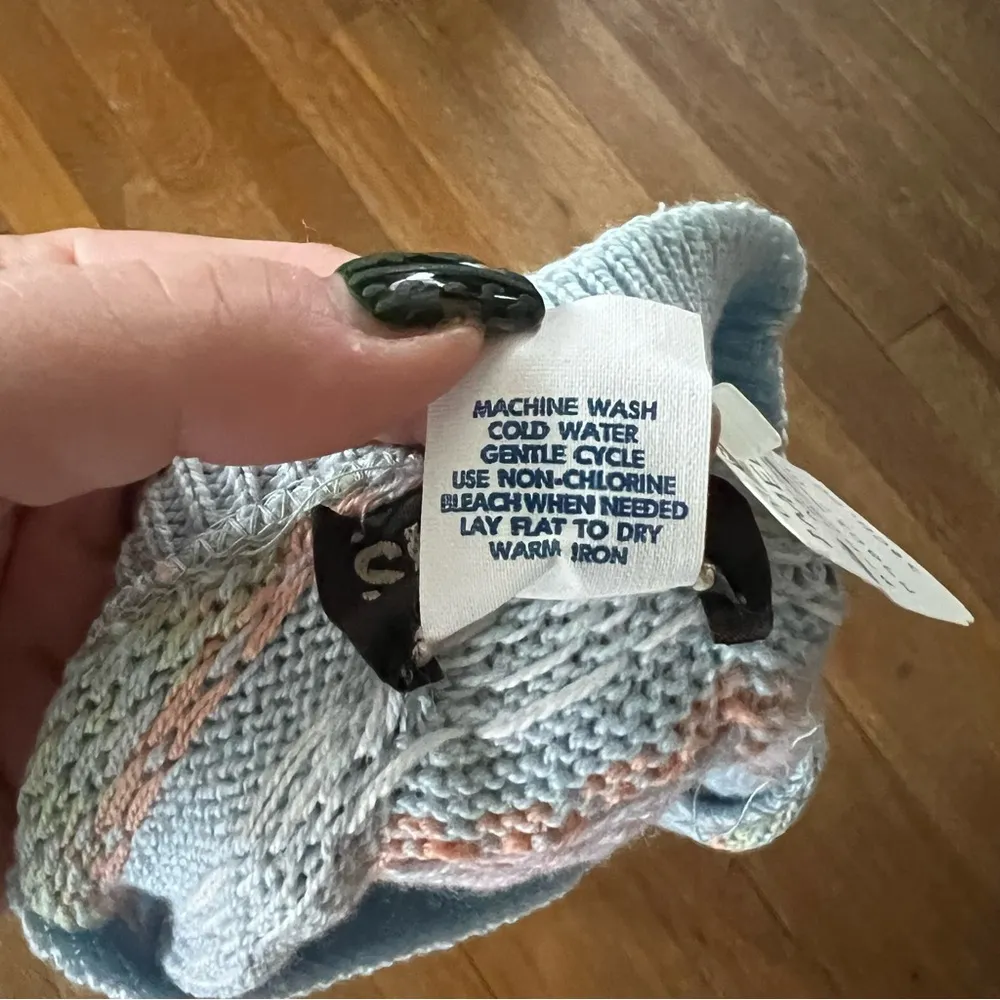 MACHINE WASH
COLD WATER
GENTLE CYCLE
USE NON-CHLORINE
BLEACH WHEN NEEDED
LAY FLAT TO DRY
WARM IRON